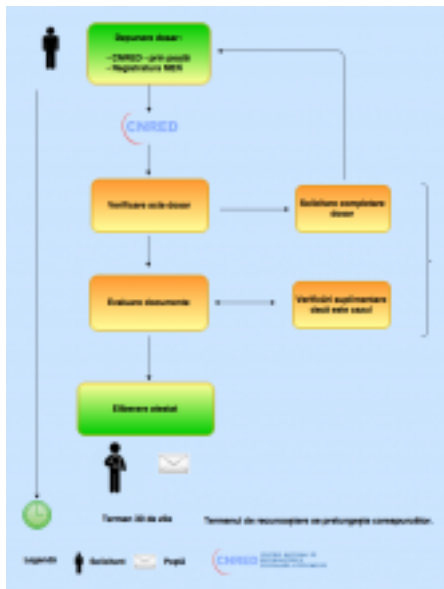 Depunere dosar:
- CNRED - prin poștă
- Registratura MEN
CNRED
Verificare acte dosar
Solicitare completare
dosar
Evaluare documente
Verificări suplimentare
dacă este cazul
Eliberare atestat
Termen 30 de zile
Termenul de recunoaștere se prelungește corespunzător.
Legenda
Solicitant
Poștă
CNRED